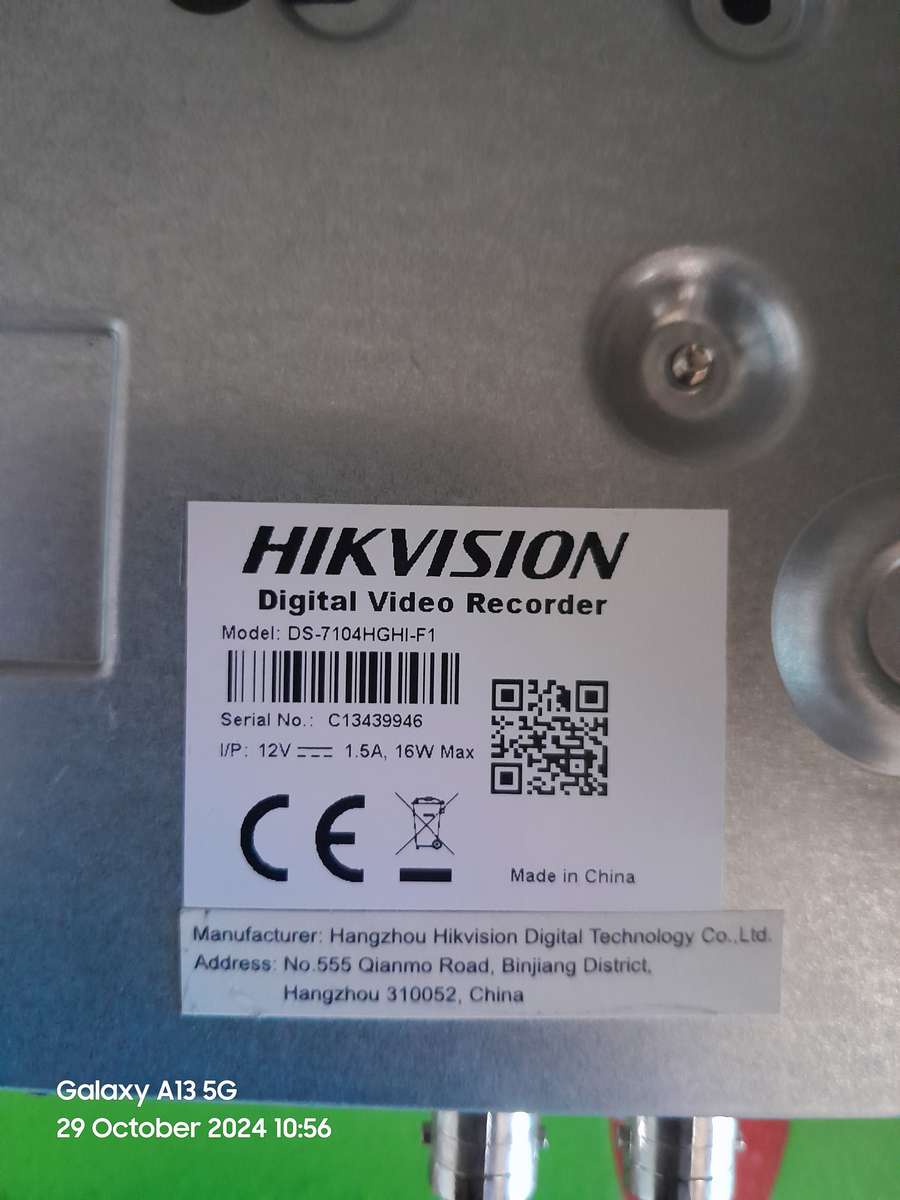 HIKVISION
Digital Video Recorder
Model: DS-7104HGHI-F1
Serial No.: C13439946
I/P: 12V 1.5A, 16W Max
CE
Made in China
Manufacturer: Hangzhou Hikvision Digital Technology Co.,Ltd.
Address: No.555 Qianmo Road, Binjiang District,
Hangzhou 310052, China
Galaxy A13 5G
29 October 2024 10:56